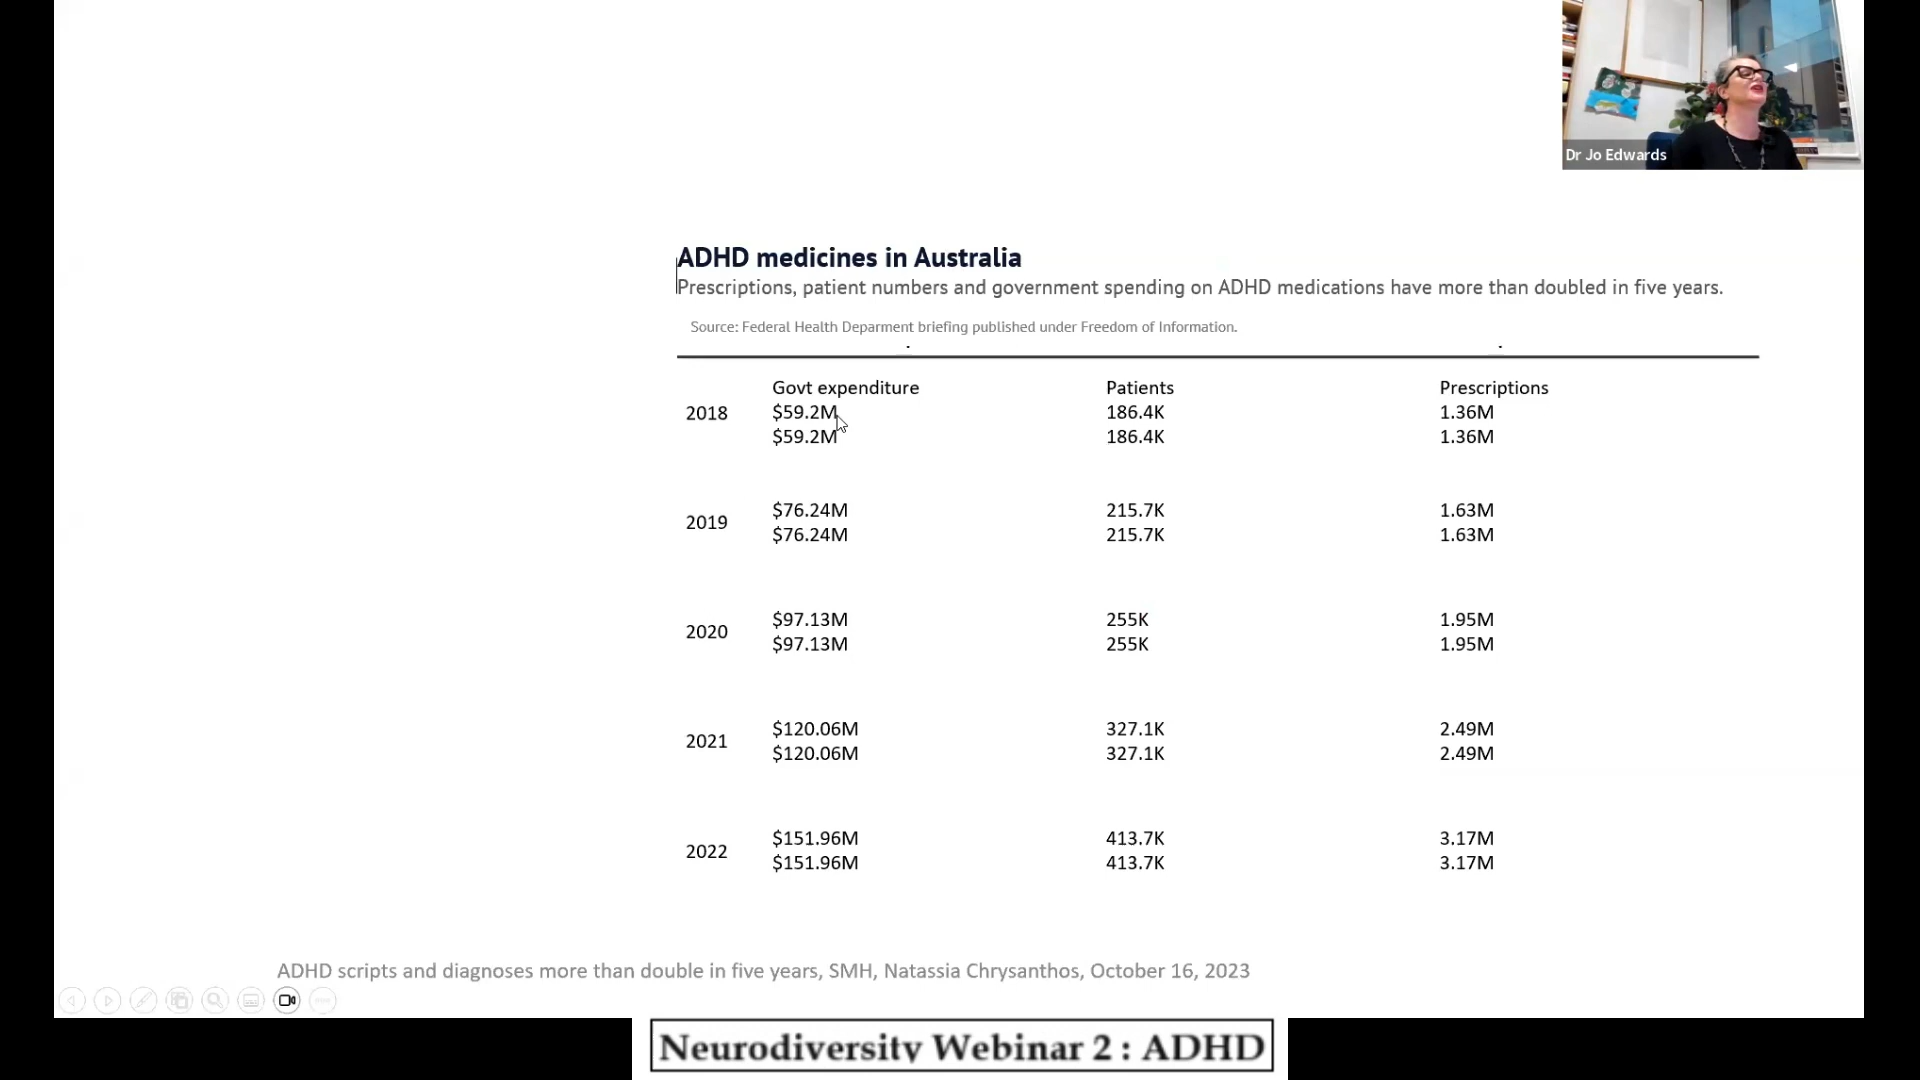 Dr Jo Edwards
ADHD medicines in Australia
Prescriptions, patient numbers and government spending on ADHD medications have more than doubled in five years.
Source: Federal Health Deparment briefing published under Freedom of Information.
Govt expenditure Patients Prescriptions
2018 $59.2M 186.4K 1.36M
$59.2M 186.4K 1.36M
2019 $76.24M 215.7K 1.63M
$76.24M 215.7K 1.63M
2020 $97.13M 255K 1.95M
$97.13M 255K 1.95M
2021 $120.06M 327.1K 2.49M
$120.06M 327.1K 2.49M
2022 $151.96M 413.7K 3.17M
$151.96M 413.7K 3.17M
ADHD scripts and diagnoses more than double in five years, SMH, Natassia Chrysanthos, October 16, 2023
Neurodiversity Webinar 2 : ADHD